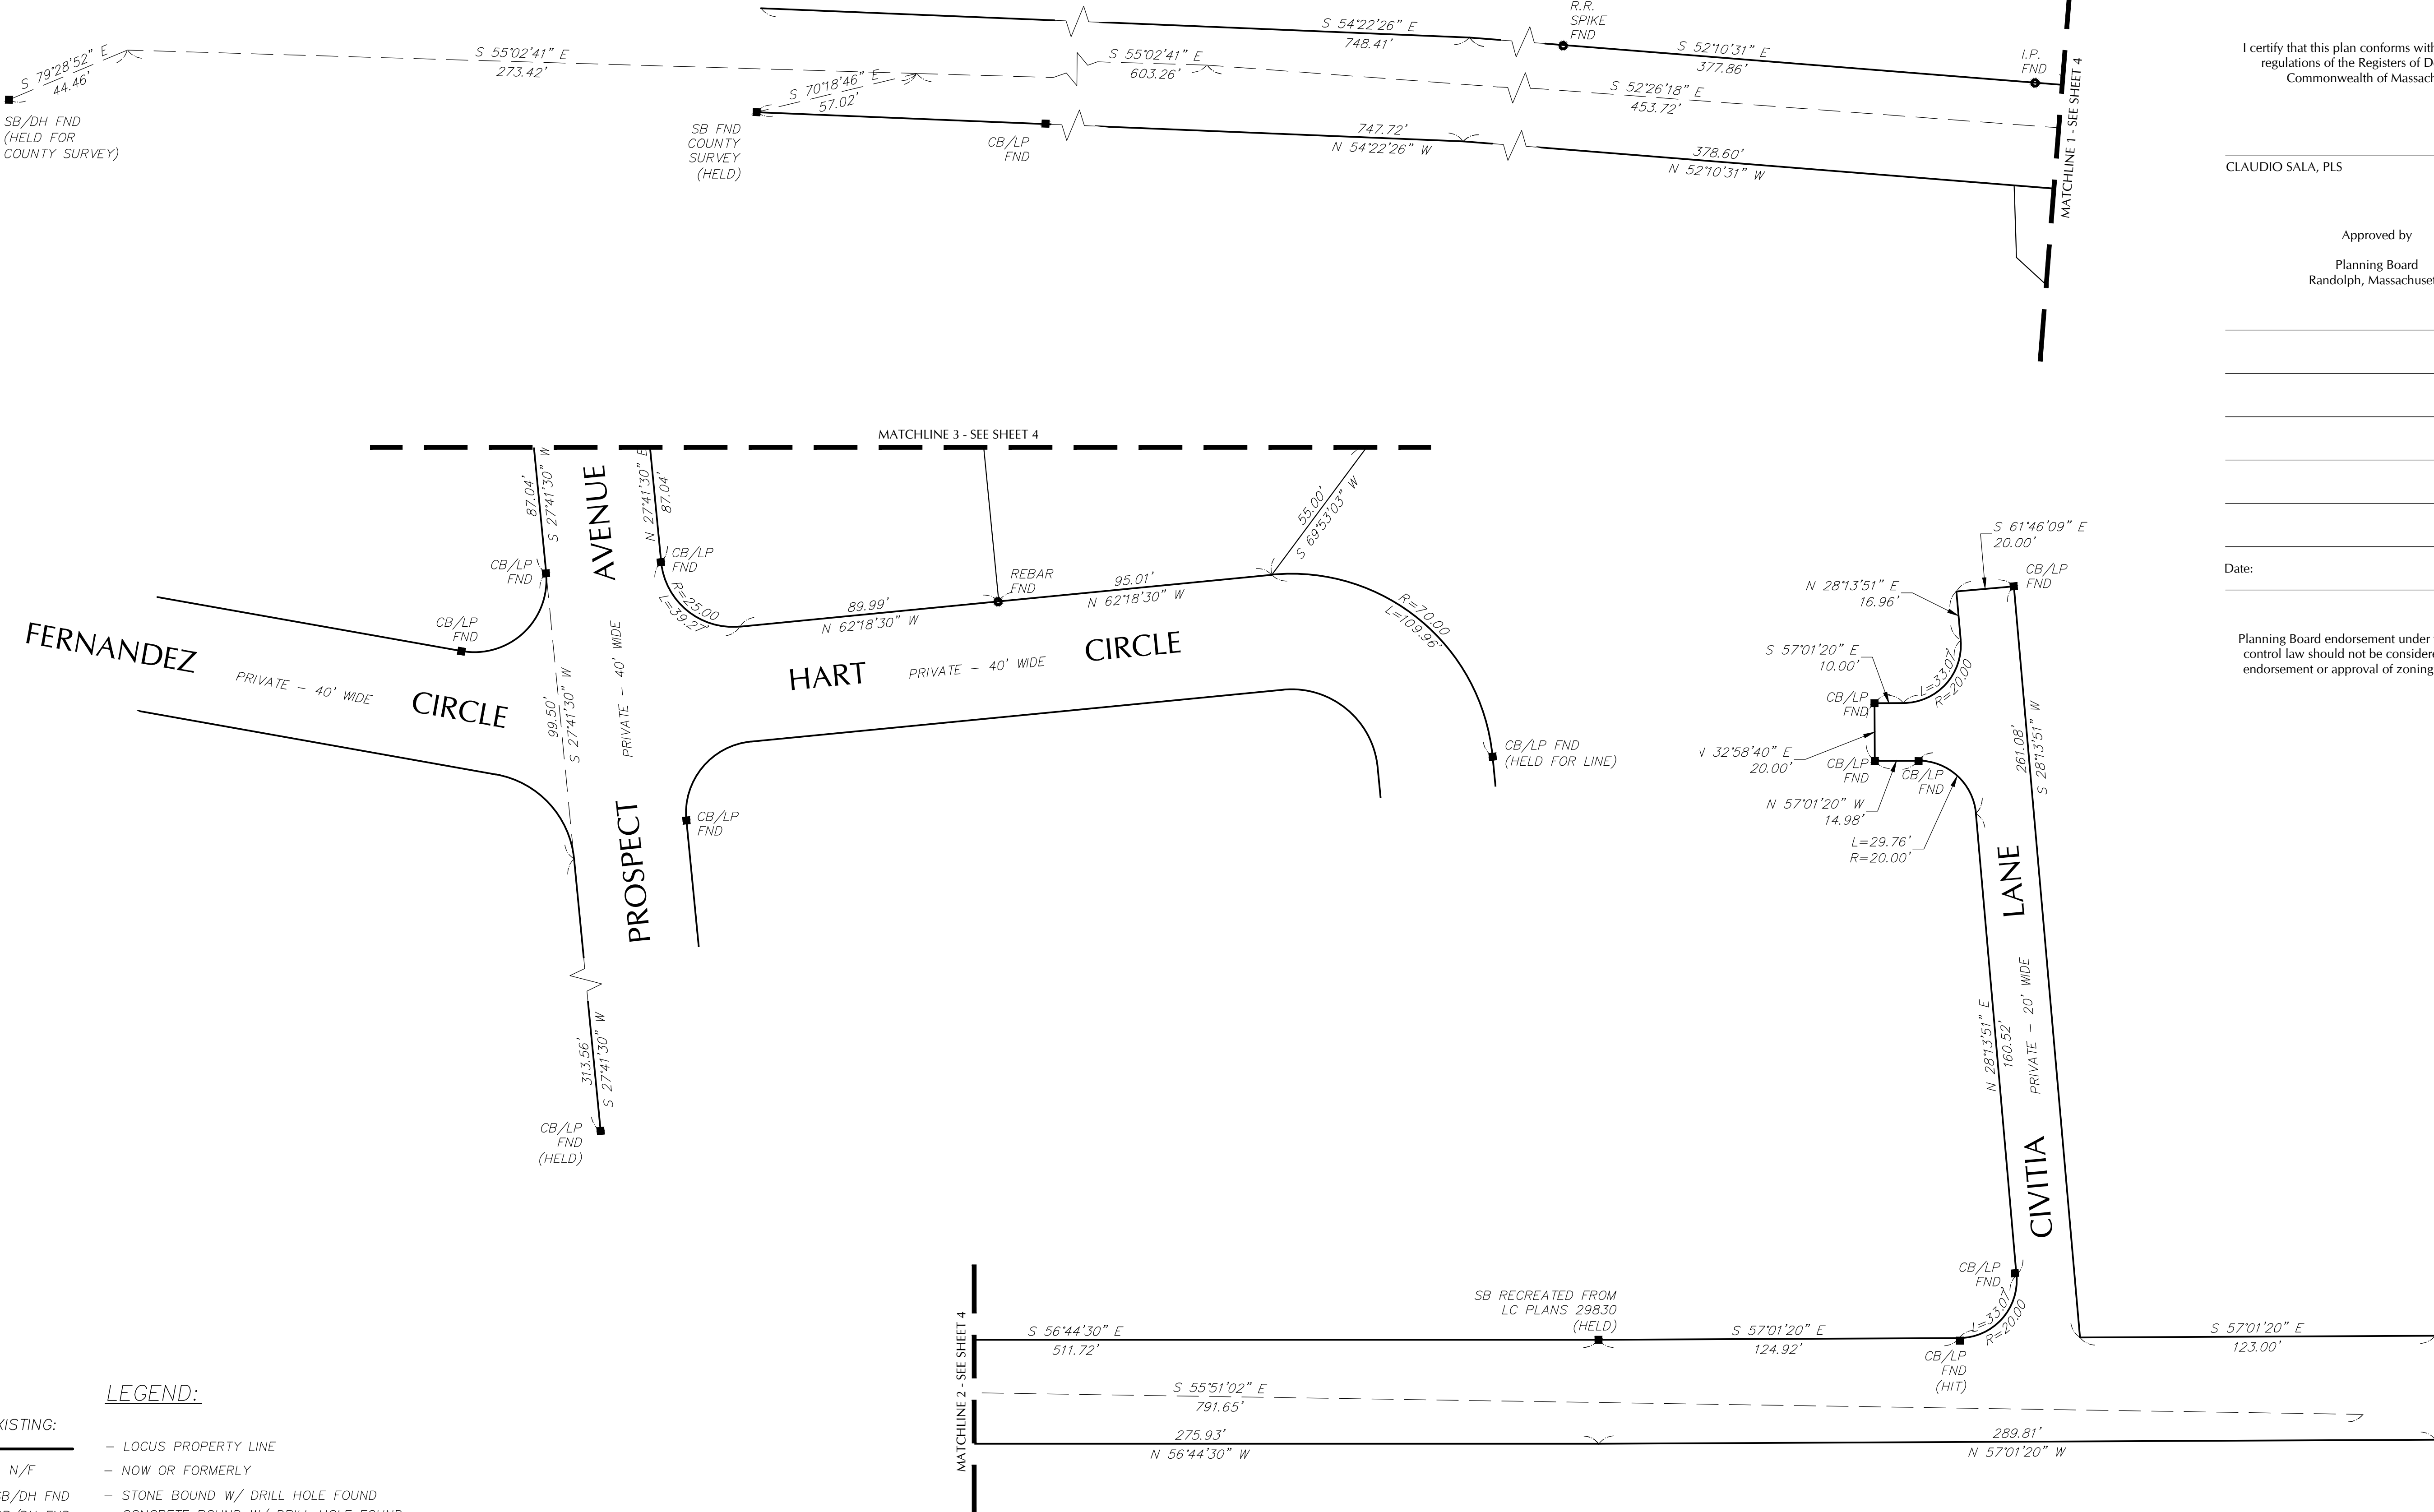 S 79°28'52" E
44.46'
SB/DH FND
(HELD FOR
COUNTY SURVEY)
S 55°02'41" E
273.42'
S 70°18'46" E
57.02'
SB FND
COUNTY
SURVEY
(HELD)
CB/LP
FND
S 55°02'41" E
603.26'
S 54°22'26" E
748.41'
747.72'
N 54°22'26" W
R.R.
SPIKE
FND
S 52°10'31" E
377.86'
S 52°26'18" E
453.72'
378.60'
N 52°10'31" W
I.P.
FND
MATCHLINE 1 - SEE SHEET 4
I certify that this plan conforms with
regulations of the Registers of
Commonwealth of
CLAUDIO SALA, PLS
Approved by
Planning Board
Randolph,
Date:
Planning Board endorsement under
control law should not be
endorsement or approval of zoning
MATCHLINE 3 - SEE SHEET 4
87.04'
S 27°41'30" W
AVENUE
N 27°41'30" E
87.04'
CB/LP
FND
CB/LP
FND
R=25.00
L=39.27'
CB/LP
FND
FERNANDEZ
PRIVATE - 40' WIDE
CIRCLE
99.50'
S 27°41'30" W
PRIVATE - 40' WIDE
PROSPECT
89.99'
N 62°18'30" W
REBAR
FND
95.01'
N 62°18'30" W
55.00'
S 69°53'03" W
R=70.00
L=109.96'
HART
PRIVATE - 40' WIDE
CIRCLE
CB/LP FND
(HELD FOR LINE)
CB/LP
FND
313.56'
S 27°41'30" W
CB/LP
FND
(HELD)
S 61°46'09" E
20.00'
CB/LP
FND
N 28°13'51" E
16.96'
S 57°01'20" E
10.00'
L=33.07'
R=20.00
CB/LP
FND
32°58'40" E
20.00'
CB/LP
FND
CB/LP
FND
N 57°01'20" W
14.98'
L=29.76'
R=20.00'
261.08'
S 28°13'51" W
LANE
PRIVATE - 20' WIDE
N 28°13'51" E
160.52'
CIVITIA
CB/LP
FND
L=33.07'
R=20.00
CB/LP
FND
(HIT)
SB RECREATED FROM
LC PLANS 29830
(HELD)
MATCHLINE 2 - SEE SHEET 4
S 56°44'30" E
511.72'
S 57°01'20" E
124.92'
S 57°01'20" E
123.00'
S 55°51'02" E
791.65'
275.93'
N 56°44'30" W
289.81'
N 57°01'20" W
LEGEND:
XISTING:
- LOCUS PROPERTY LINE
N/F - NOW OR FORMERLY
SB/DH FND - STONE BOUND W/ DRILL HOLE FOUND
- CONCRETE BOUND W/ DRILL HOLE FOUND